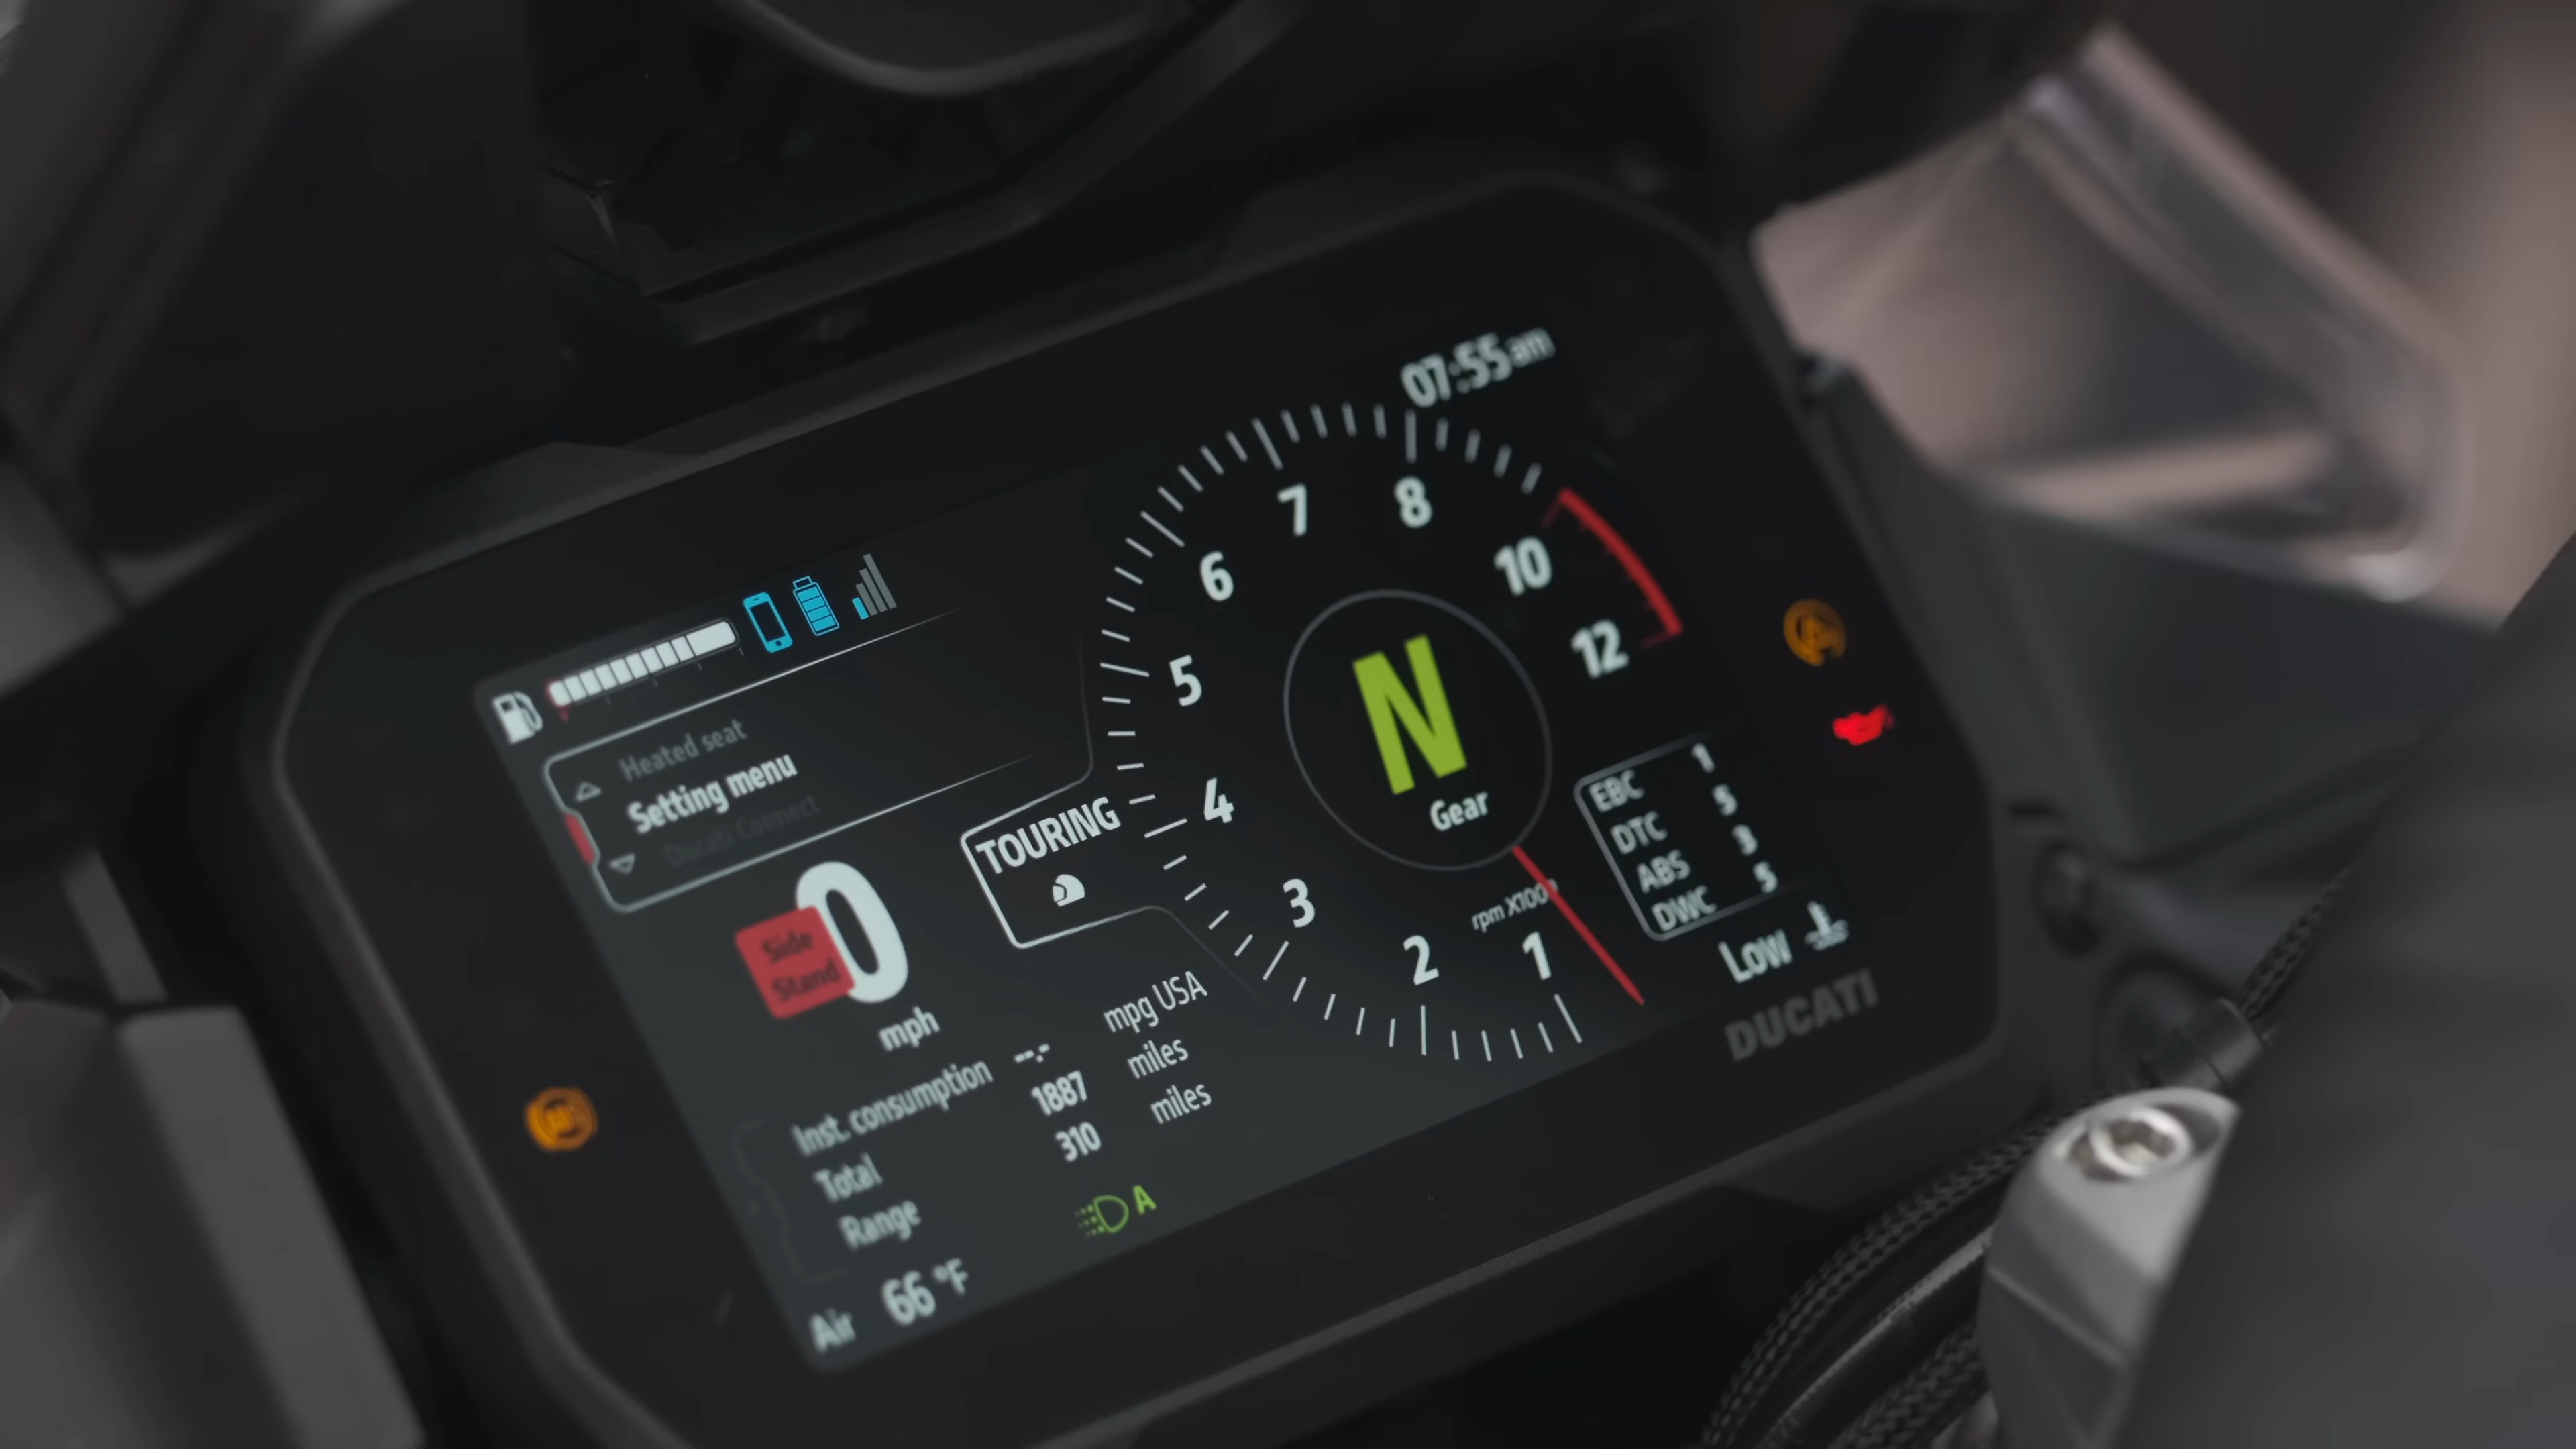 07:55 am
Heated seat
Setting menu
Ducati Connect
TOURING
0
Side
Stand
mph
Inst. consumption --.- mpg USA
Total 1887 miles
Range 310 miles
A
Air 66 °F
1
2
3
4
5
6
7
8
10
12
N
Gear
rpm X1000
EBC 1
DTC 5
ABS 3
DWC 5
Low
DUCATI